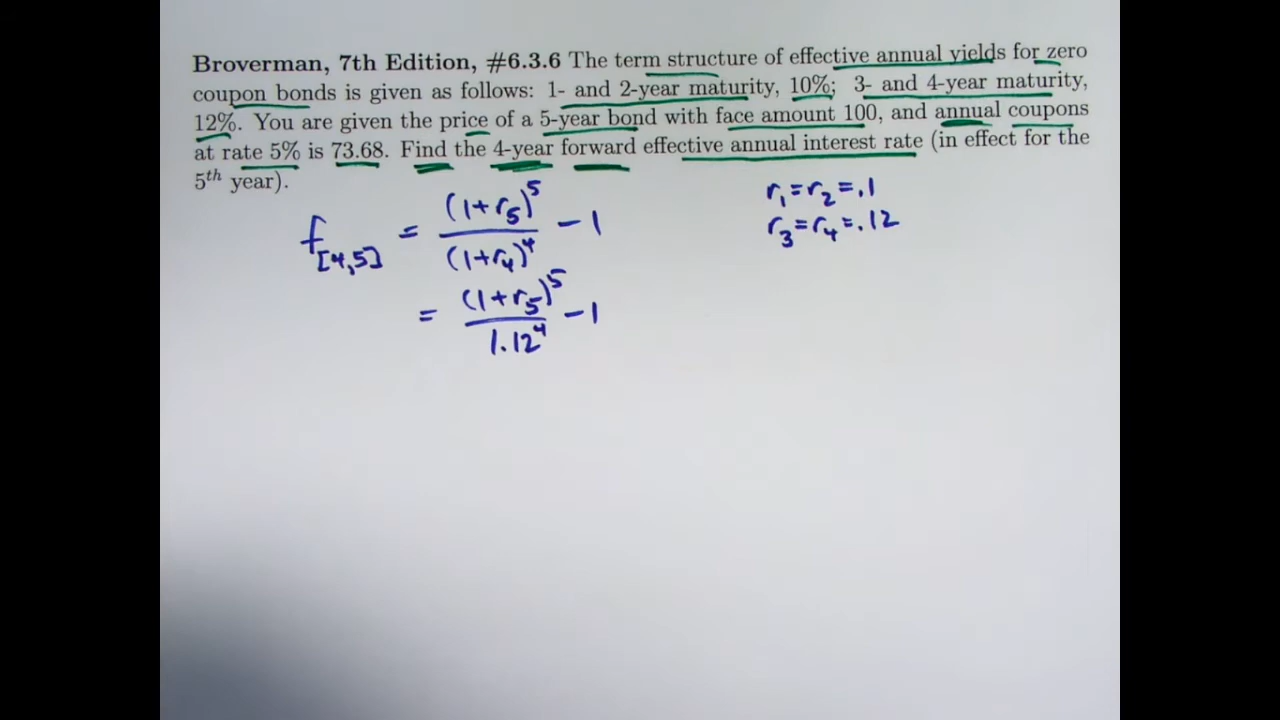 Broverman, 7th Edition, #6.3.6 The term structure of effective annual yields for zero
coupon bonds is given as follows: 1- and 2-year maturity, 10%; 3- and 4-year maturity,
12%. You are given the price of a 5-year bond with face amount 100, and annual coupons
at rate 5% is 73.68. Find the 4-year forward effective annual interest rate (in effect for the
5th year).
r₁=r₂=.1
r₃=r₄=.12
f[4,5] = (1+r₅)⁵/(1+r₄)⁴ − 1
= (1+r₅)⁵/1.12⁴ − 1